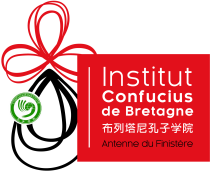 Institut
Confucius
de Bretagne
布列塔尼孔子学院
Antenne du Finistère